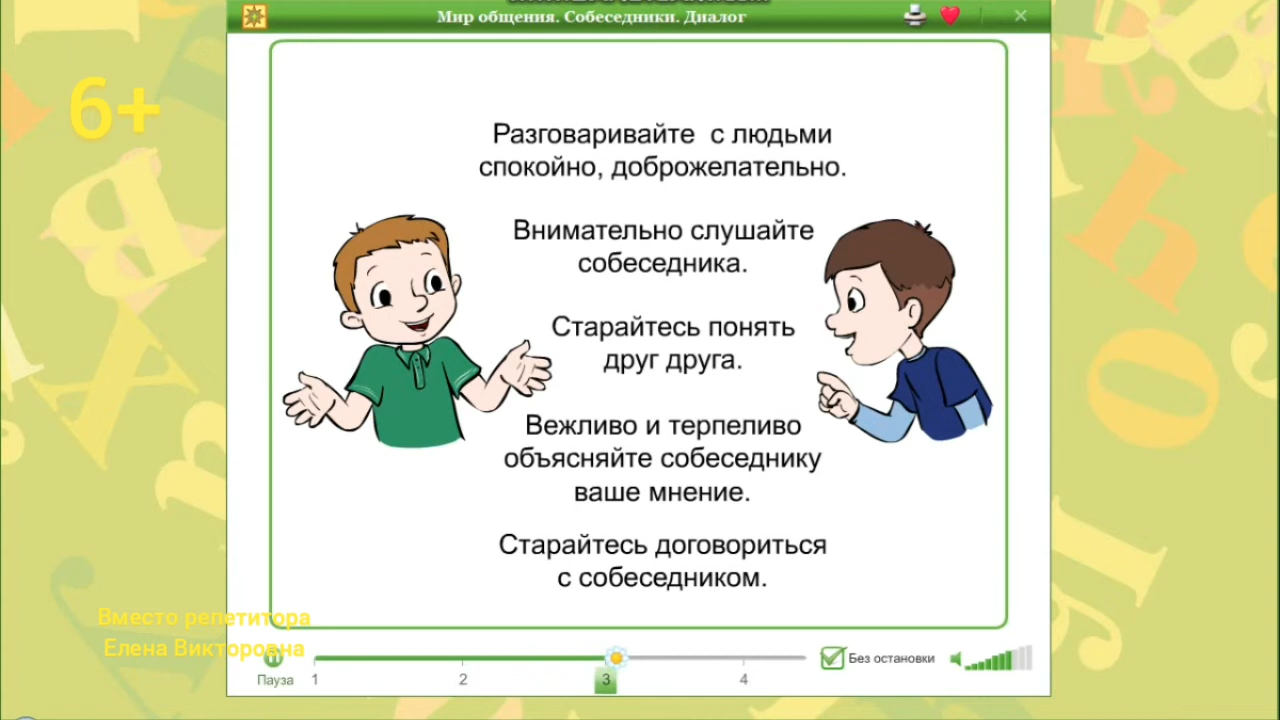 Мир общения. Собеседники. Диалог
6+
Разговаривайте с людьми
спокойно, доброжелательно.
Внимательно слушайте
собеседника.
Старайтесь понять
друг друга.
Вежливо и терпеливо
объясняйте собеседнику
ваше мнение.
Старайтесь договориться
с собеседником.
Вместо репетитора
Елена Викторовна
Пауза
1
2
3
4
Без остановки